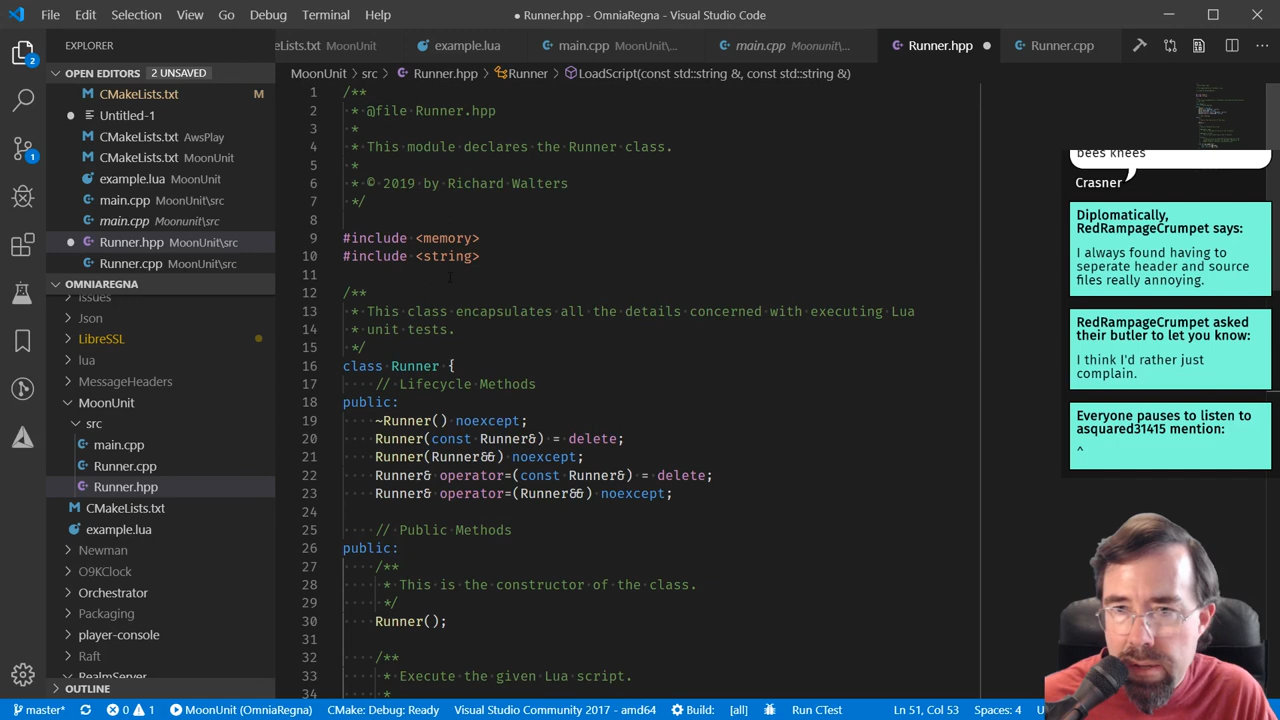 File Edit Selection View Go Debug Terminal Help
● Runner.hpp - OmniaRegna - Visual Studio Code
EXPLORER
eLists.txt MoonUnit
example.lua
main.cpp MoonUnit\...
main.cpp Moonunit\...
Runner.hpp ●
Runner.cpp
OPEN EDITORS 2 UNSAVED
CMakeLists.txt M
Untitled-1
CMakeLists.txt AwsPlay
CMakeLists.txt MoonUnit
example.lua MoonUnit
main.cpp MoonUnit\src
main.cpp Moonunit\src
Runner.hpp MoonUnit\src
Runner.cpp MoonUnit\src
OMNIAREGNA
Issues
Json
LibreSSL
lua
MessageHeaders
MoonUnit
src
main.cpp
Runner.cpp
Runner.hpp
CMakeLists.txt
example.lua
Newman
O9KClock
Orchestrator
Packaging
player-console
Raft
RealmServer
OUTLINE
2
1
MoonUnit > src > Runner.hpp > Runner > LoadScript(const std::string &, const std::string &)
1 /**
2 * @file Runner.hpp
3 *
4 * This module declares the Runner class.
5 *
6 * © 2019 by Richard Walters
7 */
8
9 #include <memory>
10 #include <string>
11
12 /**
13 * This class encapsulates all the details concerned with executing Lua
14 * unit tests.
15 */
16 class Runner {
17 // Lifecycle Methods
18 public:
19 ~Runner() noexcept;
20 Runner(const Runner&) = delete;
21 Runner(Runner&&) noexcept;
22 Runner& operator=(const Runner&) = delete;
23 Runner& operator=(Runner&&) noexcept;
24
25 // Public Methods
26 public:
27 /**
28 * This is the constructor of the class.
29 */
30 Runner();
31
32 /**
33 * Execute the given Lua script.
34 *
bees knees
Crasner
Diplomatically,
RedRampageCrumpet says:
I always found having to
seperate header and source
files really annoying.
RedRampageCrumpet asked
their butler to let you know:
I think I'd rather just
complain.
Everyone pauses to listen to
asquared31415 mention:
^
master* 0 1 MoonUnit (OmniaRegna) CMake: Debug: Ready Visual Studio Community 2017 - amd64 Build: [all] Run CTest Ln 51, Col 53 Spaces: 4